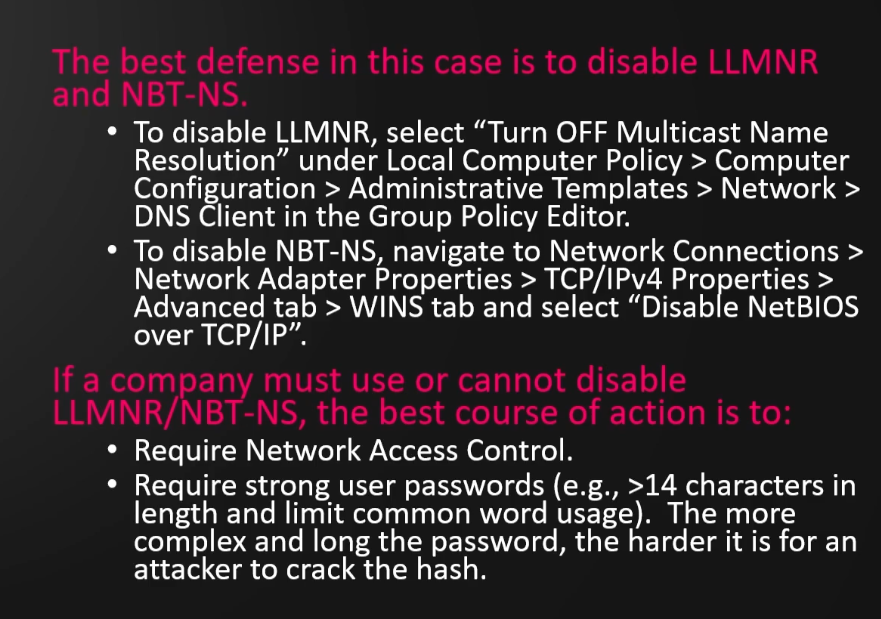 The best defense in this case is to disable LLMNR
and NBT-NS.
• To disable LLMNR, select “Turn OFF Multicast Name
Resolution” under Local Computer Policy > Computer
Configuration > Administrative Templates > Network >
DNS Client in the Group Policy Editor.
• To disable NBT-NS, navigate to Network Connections >
Network Adapter Properties > TCP/IPv4 Properties >
Advanced tab > WINS tab and select “Disable NetBIOS
over TCP/IP”.
If a company must use or cannot disable
LLMNR/NBT-NS, the best course of action is to:
• Require Network Access Control.
• Require strong user passwords (e.g., >14 characters in
length and limit common word usage).  The more
complex and long the password, the harder it is for an
attacker to crack the hash.